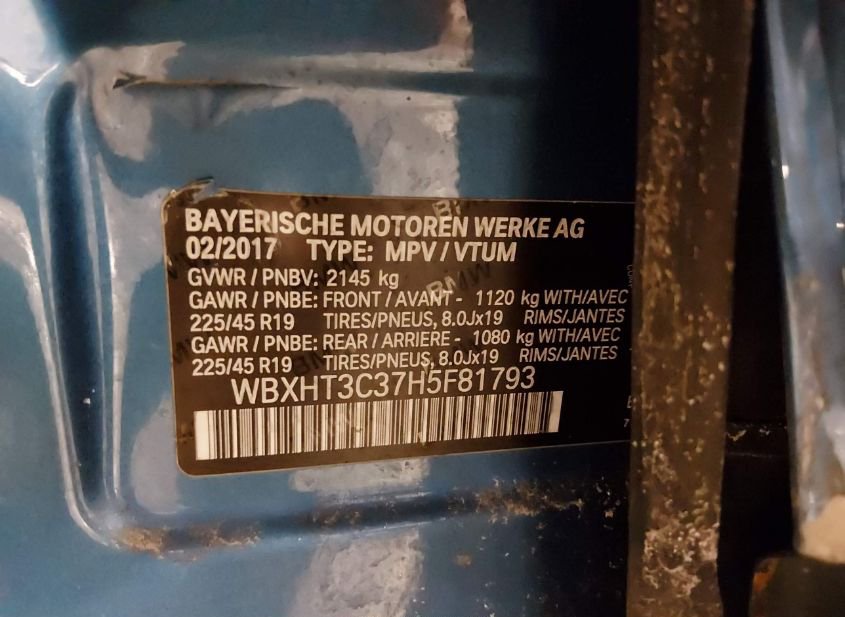 BAYERISCHE MOTOREN WERKE AG
02/2017 TYPE: MPV / VTUM
GVWR / PNBV: 2145 kg
GAWR / PNBE: FRONT / AVANT - 1120 kg WITH/AVEC
225/45 R19 TIRES/PNEUS, 8.0Jx19 RIMS/JANTES
GAWR / PNBE: REAR / ARRIERE - 1080 kg WITH/AVEC
225/45 R19 TIRES/PNEUS, 8.0Jx19 RIMS/JANTES
WBXHT3C37H5F81793